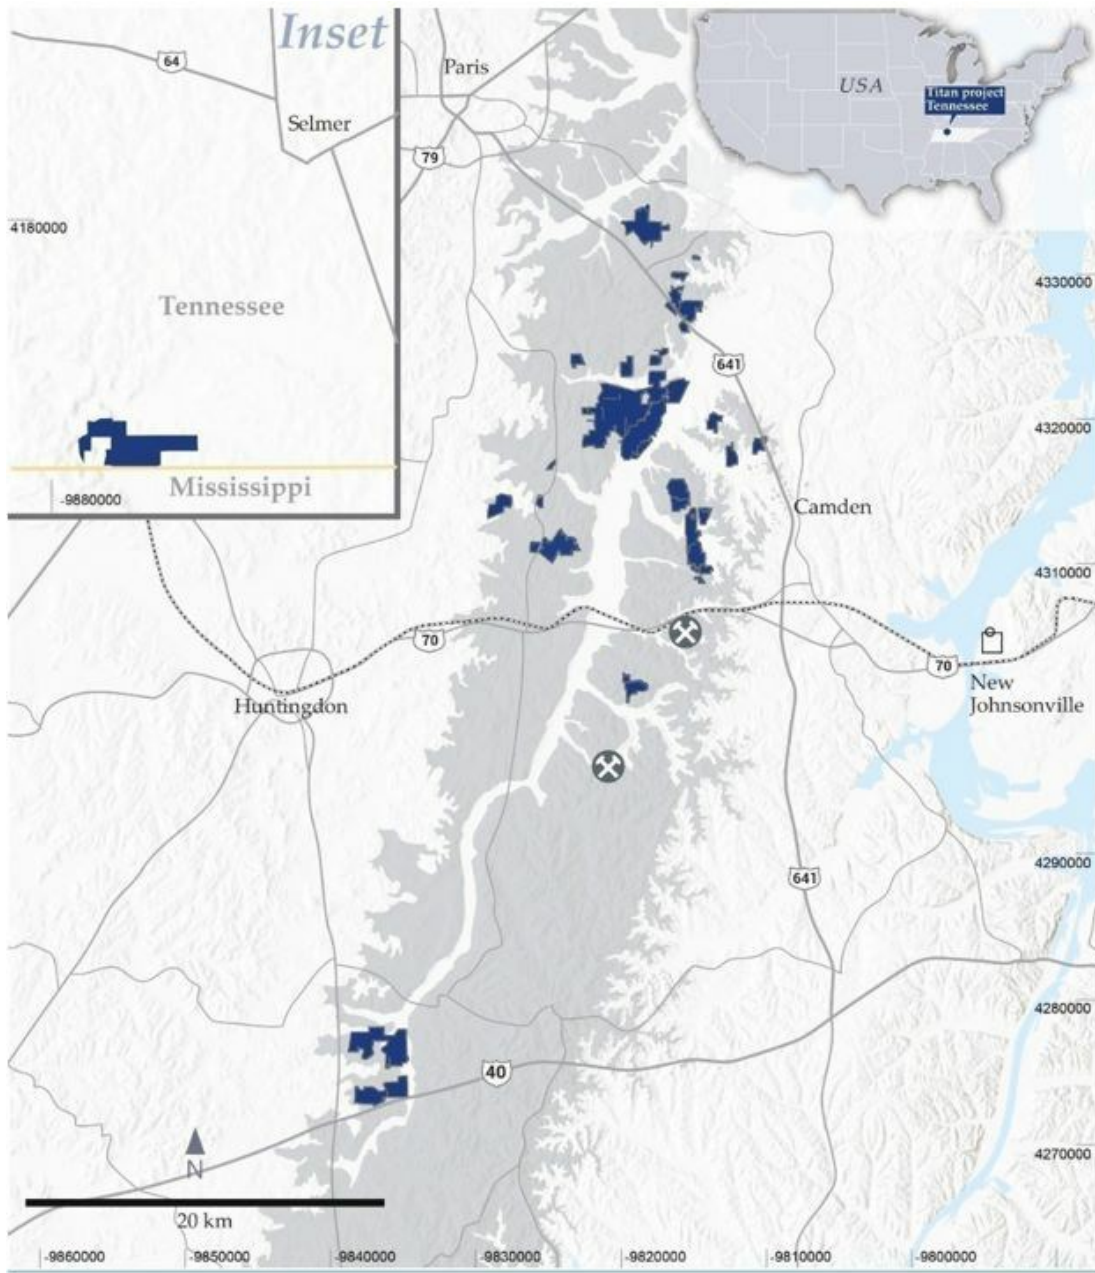 Inset
64
Selmer
4180000
Tennessee
-9880000
Mississippi
Paris
79
USA
Titan project
Tennessee
4330000
641
4320000
Camden
4310000
70
70
New
Johnsonville
Huntingdon
641
4290000
4280000
40
N
4270000
20 km
-9860000
-9850000
-9840000
-9830000
-9820000
-9810000
-9800000